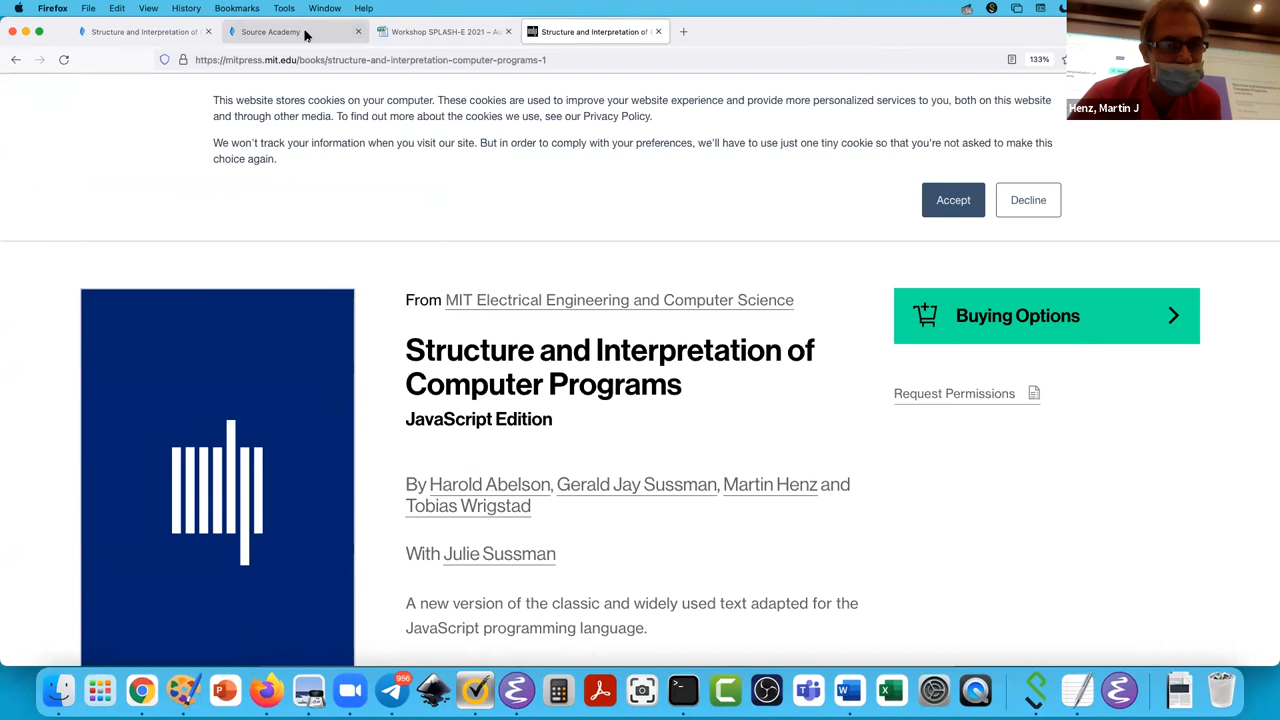 Firefox File Edit View History Bookmarks Tools Window Help
Structure and Interpretation of
Source Academy
Workshop SPLASH-E 2021 – Au
Structure and Interpretation of
https://mitpress.mit.edu/books/structure-and-interpretation-computer-programs-1
133%
Henz, Martin J
This website stores cookies on your computer. These cookies are used to improve your website experience and provide more personalized services to you, both on this website
and through other media. To find out more about the cookies we use, see our Privacy Policy.
We won't track your information when you visit our site. But in order to comply with your preferences, we'll have to use just one tiny cookie so that you're not asked to make this
choice again.
Accept
Decline
From MIT Electrical Engineering and Computer Science
Structure and Interpretation of
Computer Programs
JavaScript Edition
By Harold Abelson, Gerald Jay Sussman, Martin Henz and
Tobias Wrigstad
With Julie Sussman
A new version of the classic and widely used text adapted for the
JavaScript programming language.
Buying Options
Request Permissions
956